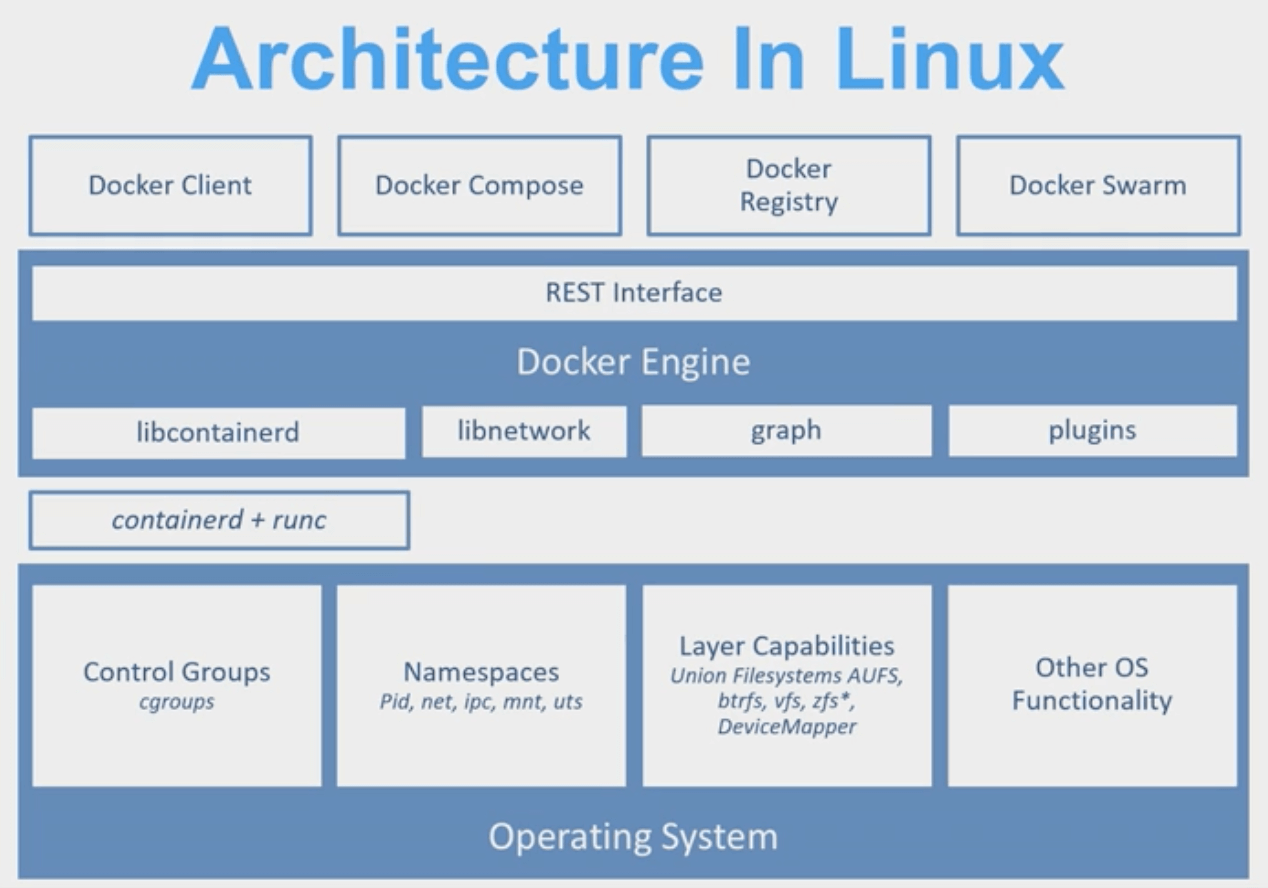 Architecture In Linux
Docker Client
Docker Compose
Docker
Registry
Docker Swarm
REST Interface
Docker Engine
libcontainerd
libnetwork
graph
plugins
containerd + runc
Control Groups
cgroups
Namespaces
Pid, net, ipc, mnt, uts
Layer Capabilities
Union Filesystems AUFS,
btrfs, vfs, zfs*,
DeviceMapper
Other OS
Functionality
Operating System